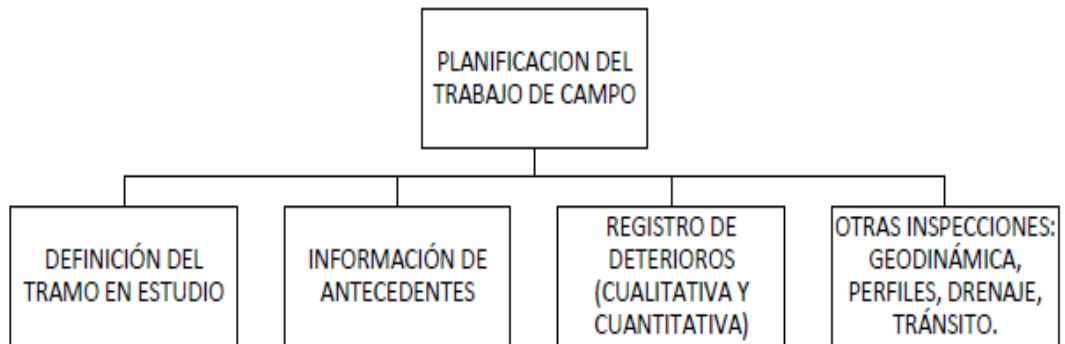 PLANIFICACION DEL
TRABAJO DE CAMPO
DEFINICIÓN DEL
TRAMO EN ESTUDIO
INFORMACIÓN DE
ANTECEDENTES
REGISTRO DE
DETERIOROS
(CUALITATIVA Y
CUANTITATIVA)
OTRAS INSPECCIONES:
GEODINÁMICA,
PERFILES, DRENAJE,
TRÁNSITO.